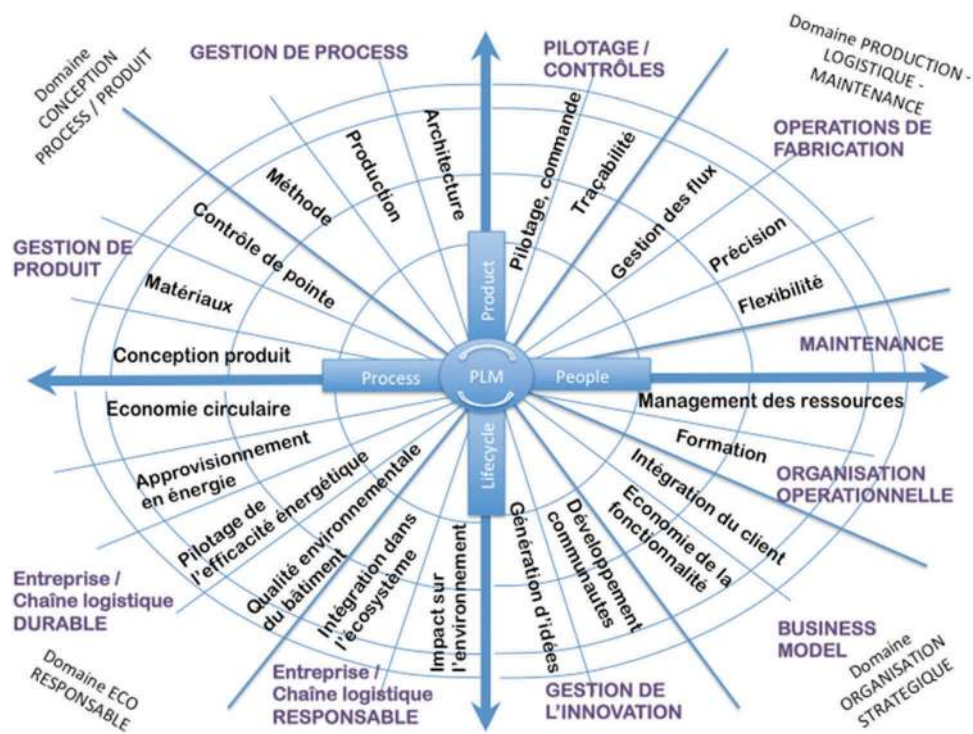 Domaine
CONCEPTION
PROCESS / PRODUIT
GESTION DE PROCESS
PILOTAGE /
CONTRÔLES
Domaine PRODUCTION -
LOGISTIQUE -
MAINTENANCE
OPERATIONS DE
FABRICATION
GESTION DE
PRODUIT
MAINTENANCE
Conception produit
Matériaux
Contrôle de pointe
Méthode
Production
Architecture
Pilotage, commande
Traçabilité
Gestion des flux
Précision
Flexibilité
Product
Process
PLM
People
Lifecycle
Economie circulaire
Approvisionnement
en énergie
Pilotage de
l'efficacité énergétique
Qualité environnementale
du bâtiment
Intégration dans
l'écosystème
Impact sur
l'environnement
Génération d'idées
Développement
communautes
Economie de la
fonctionnalité
Intégration du client
Formation
Management des ressources
ORGANISATION
OPERATIONNELLE
Entreprise /
Chaîne logistique
DURABLE
Domaine ECO
RESPONSABLE
Entreprise /
Chaîne logistique
RESPONSABLE
GESTION DE
L'INNOVATION
BUSINESS
MODEL
Domaine
ORGANISATION
STRATEGIQUE